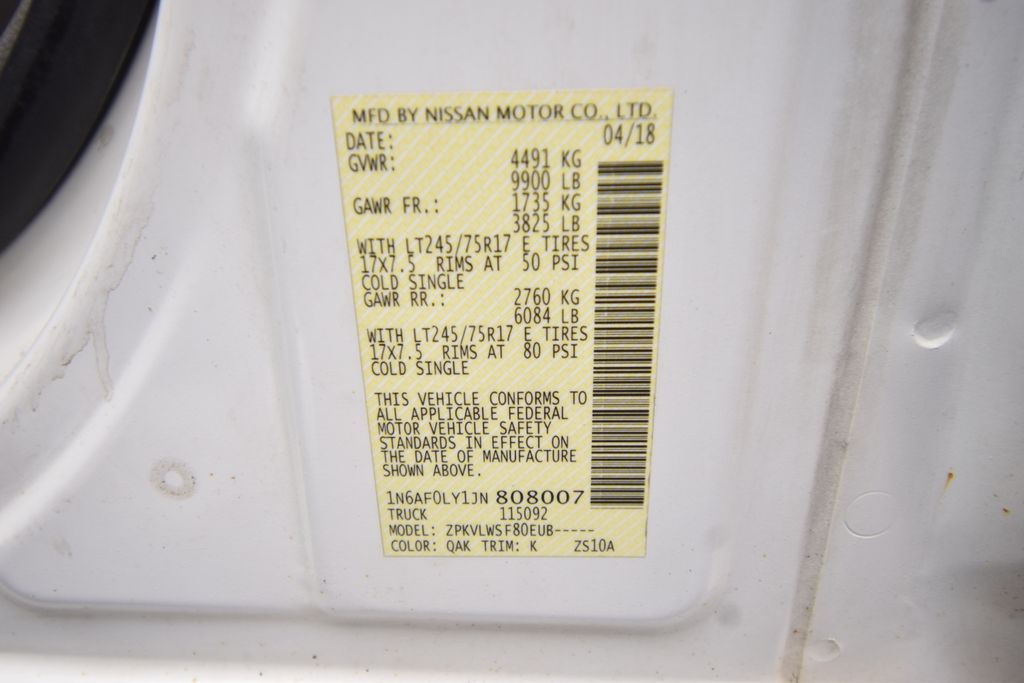 MFD BY NISSAN MOTOR CO., LTD.
DATE: 04/18
GVWR: 4491 KG
9900 LB
GAWR FR.: 1735 KG
3825 LB
WITH LT245/75R17 E TIRES
17X7.5 RIMS AT 50 PSI
COLD SINGLE
GAWR RR.: 2760 KG
6084 LB
WITH LT245/75R17 E TIRES
17X7.5 RIMS AT 80 PSI
COLD SINGLE
THIS VEHICLE CONFORMS TO
ALL APPLICABLE FEDERAL
MOTOR VEHICLE SAFETY
STANDARDS IN EFFECT ON
THE DATE OF MANUFACTURE
SHOWN ABOVE.
1N6AF0LY1JN 808007
TRUCK 115092
MODEL: ZPKVLWSF80EUB-----
COLOR: QAK TRIM: K ZS10A